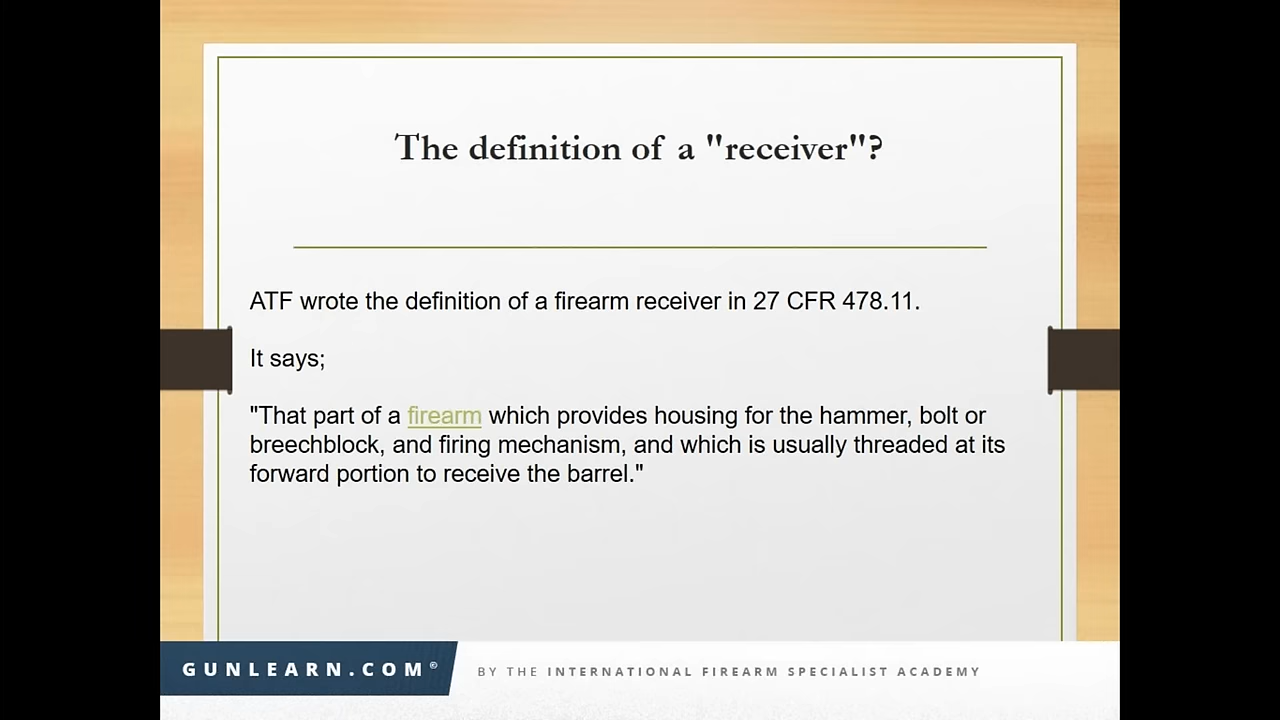 The definition of a "receiver"?
ATF wrote the definition of a firearm receiver in 27 CFR 478.11.
It says;
"That part of a firearm which provides housing for the hammer, bolt or
breechblock, and firing mechanism, and which is usually threaded at its
forward portion to receive the barrel."
GUNLEARN.COM©
BY THE INTERNATIONAL FIREARM SPECIALIST ACADEMY